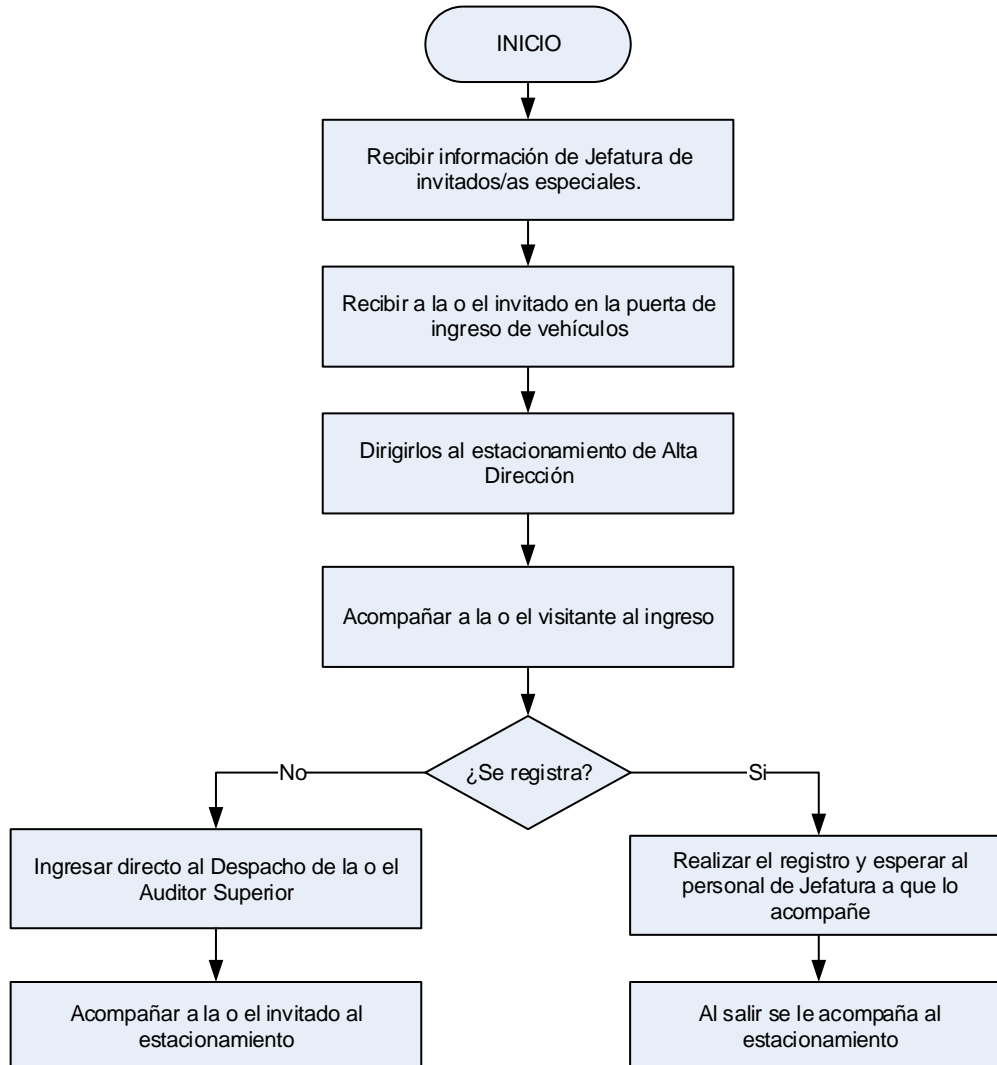 INICIO
Recibir información de Jefatura de
invitados/as especiales.
Recibir a la o el invitado en la puerta de
ingreso de vehículos
Dirigirlos al estacionamiento de Alta
Dirección
Acompañar a la o el visitante al ingreso
¿Se registra?
No
Si
Ingresar directo al Despacho de la o el
Auditor Superior
Realizar el registro y esperar al
personal de Jefatura a que lo
acompañe
Acompañar a la o el invitado al
estacionamiento
Al salir se le acompaña al
estacionamiento